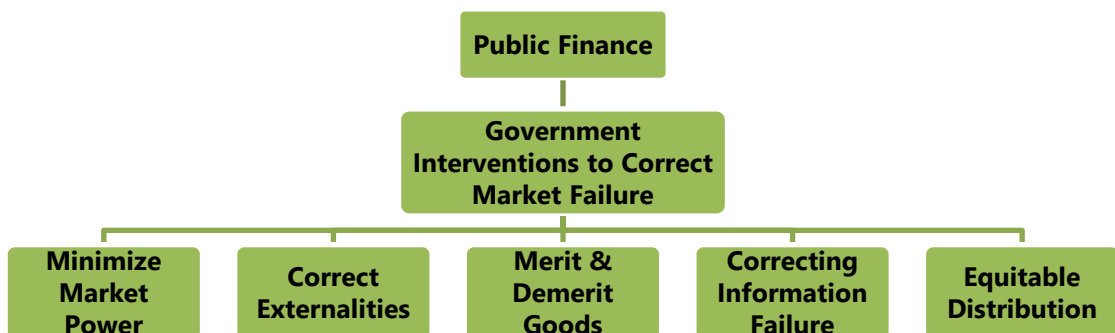 Public Finance
Government
Interventions to Correct
Market Failure
Minimize
Market
Power
Correct
Externalities
Merit &
Demerit
Goods
Correcting
Information
Failure
Equitable
Distribution